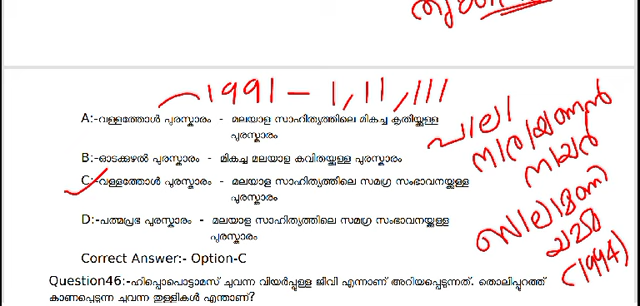 1991 - 1, 11, 111
A:-വള്ളത്തോൾ പുരസ്കാരം - മലയാള സാഹിത്യത്തിലെ മികച്ച കൃതിയ്ക്കുള്ള
പുരസ്കാരം
B:-ഓടക്കുഴൽ പുരസ്കാരം - മികച്ച മലയാള കവിതയ്ക്കുള്ള പുരസ്കാരം
C:-വള്ളത്തോൾ പുരസ്കാരം - മലയാള സാഹിത്യത്തിലെ സമഗ്ര സംഭാവനയ്ക്കുള്ള
പുരസ്കാരം
D:-പത്മപ്രഭ പുരസ്കാരം - മലയാള സാഹിത്യത്തിലെ സമഗ്ര സംഭാവനയ്ക്കുള്ള
പുരസ്കാരം
Correct Answer:- Option-C
പാലാ
നാരായണൻ
നായർ
ബാലാമണി
യമ്മ
(1994)
Question46:-ഹിപ്പൊപ്പൊട്ടാമസ് ചുവന്ന വിയർപ്പുള്ള ജീവി എന്നാണ് അറിയപ്പെടുന്നത്. തൊലിപ്പുറത്ത്
കാണപ്പെടുന്ന ചുവന്ന തുള്ളികൾ എന്താണ്?